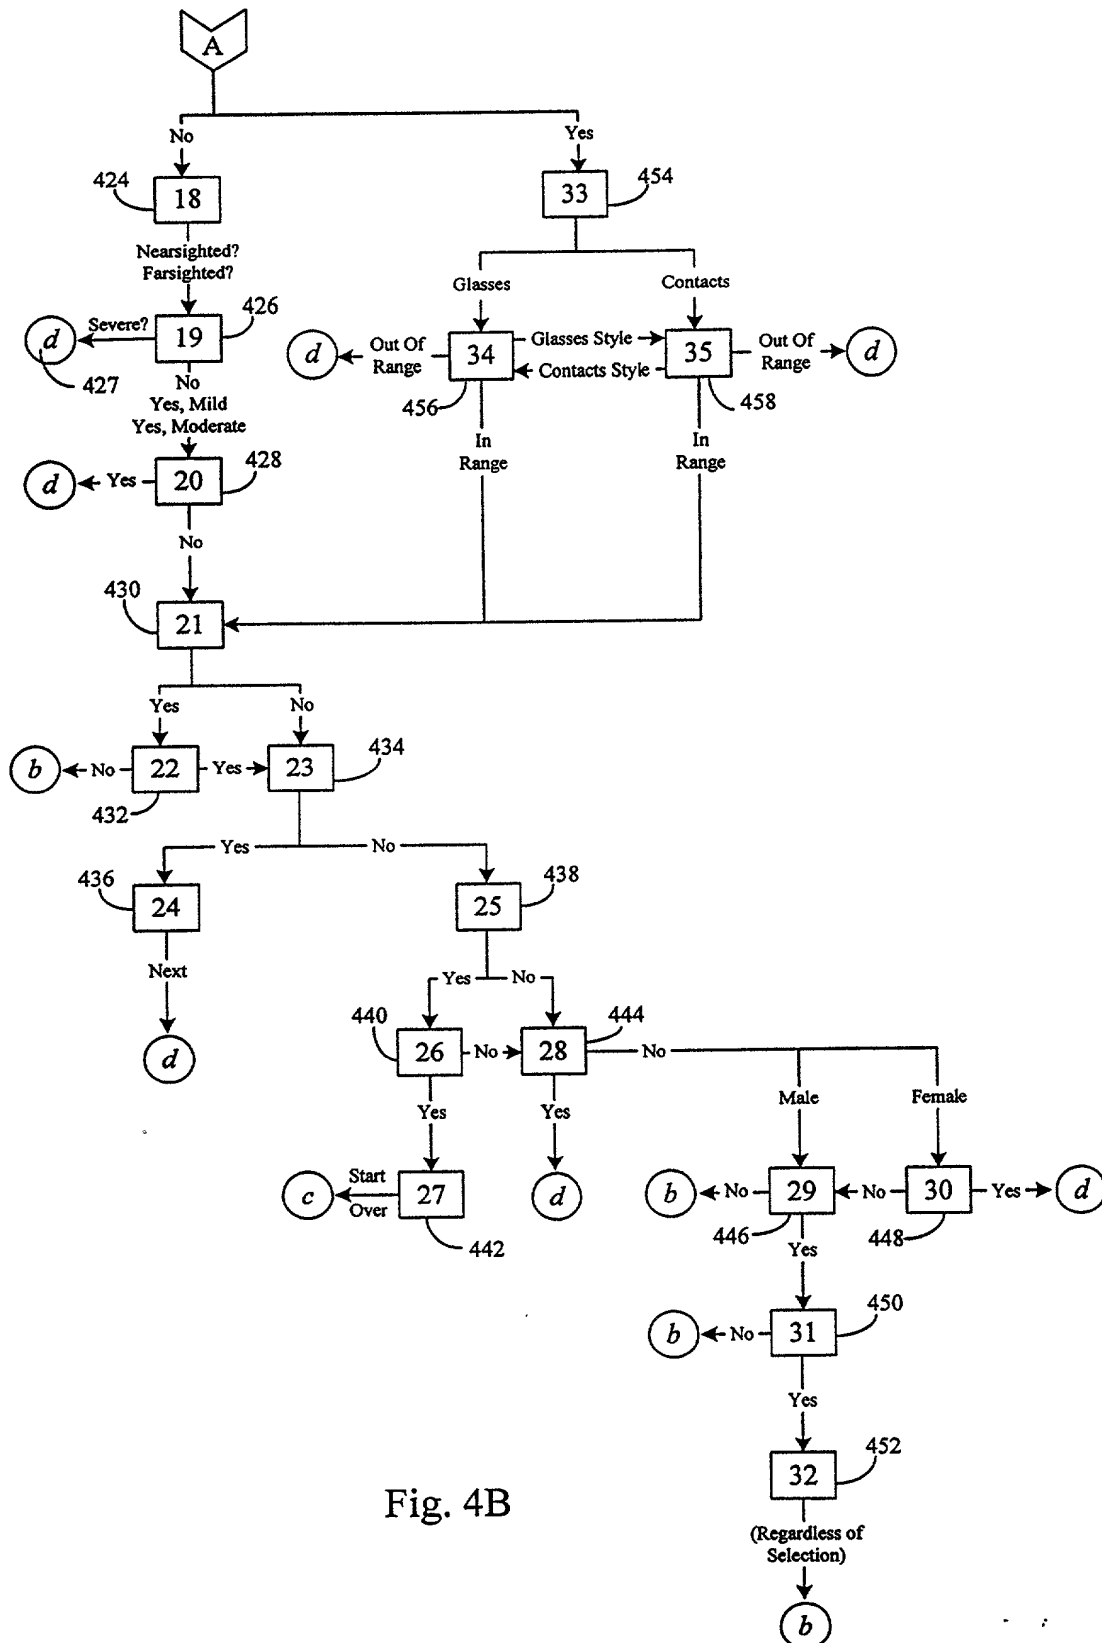 A
No
Yes
424
18
33
454
Nearsighted?
Farsighted?
Glasses
Contacts
d
Severe?
19
426
427
d
Out Of
Range
34
Glasses Style
Contacts Style
35
Out Of
Range
d
456
458
No
Yes, Mild
Yes, Moderate
In
Range
In
Range
d
Yes
20
428
No
430
21
Yes
No
b
No
22
Yes
23
434
432
Yes
No
436
24
25
438
Next
Yes
No
d
440
26
No
28
444
No
Yes
Yes
Male
Female
c
Start
Over
27
442
d
b
No
29
No
30
Yes
d
446
448
Yes
b
No
31
450
Yes
32
452
Fig. 4B
(Regardless of
Selection)
b